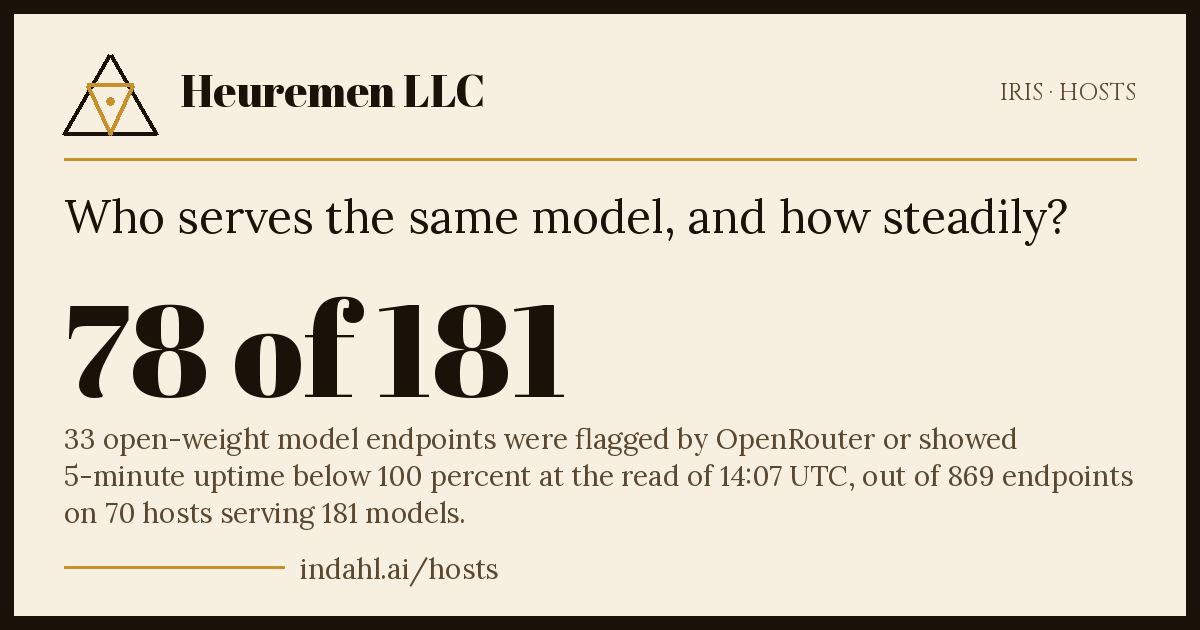 Heuremen LLC
IRIS · HOSTS
Who serves the same model, and how steadily?
78 of 181
33 open-weight model endpoints were flagged by OpenRouter or showed
5-minute uptime below 100 percent at the read of 14:07 UTC, out of 869 endpoints
on 70 hosts serving 181 models.
indahl.ai/hosts